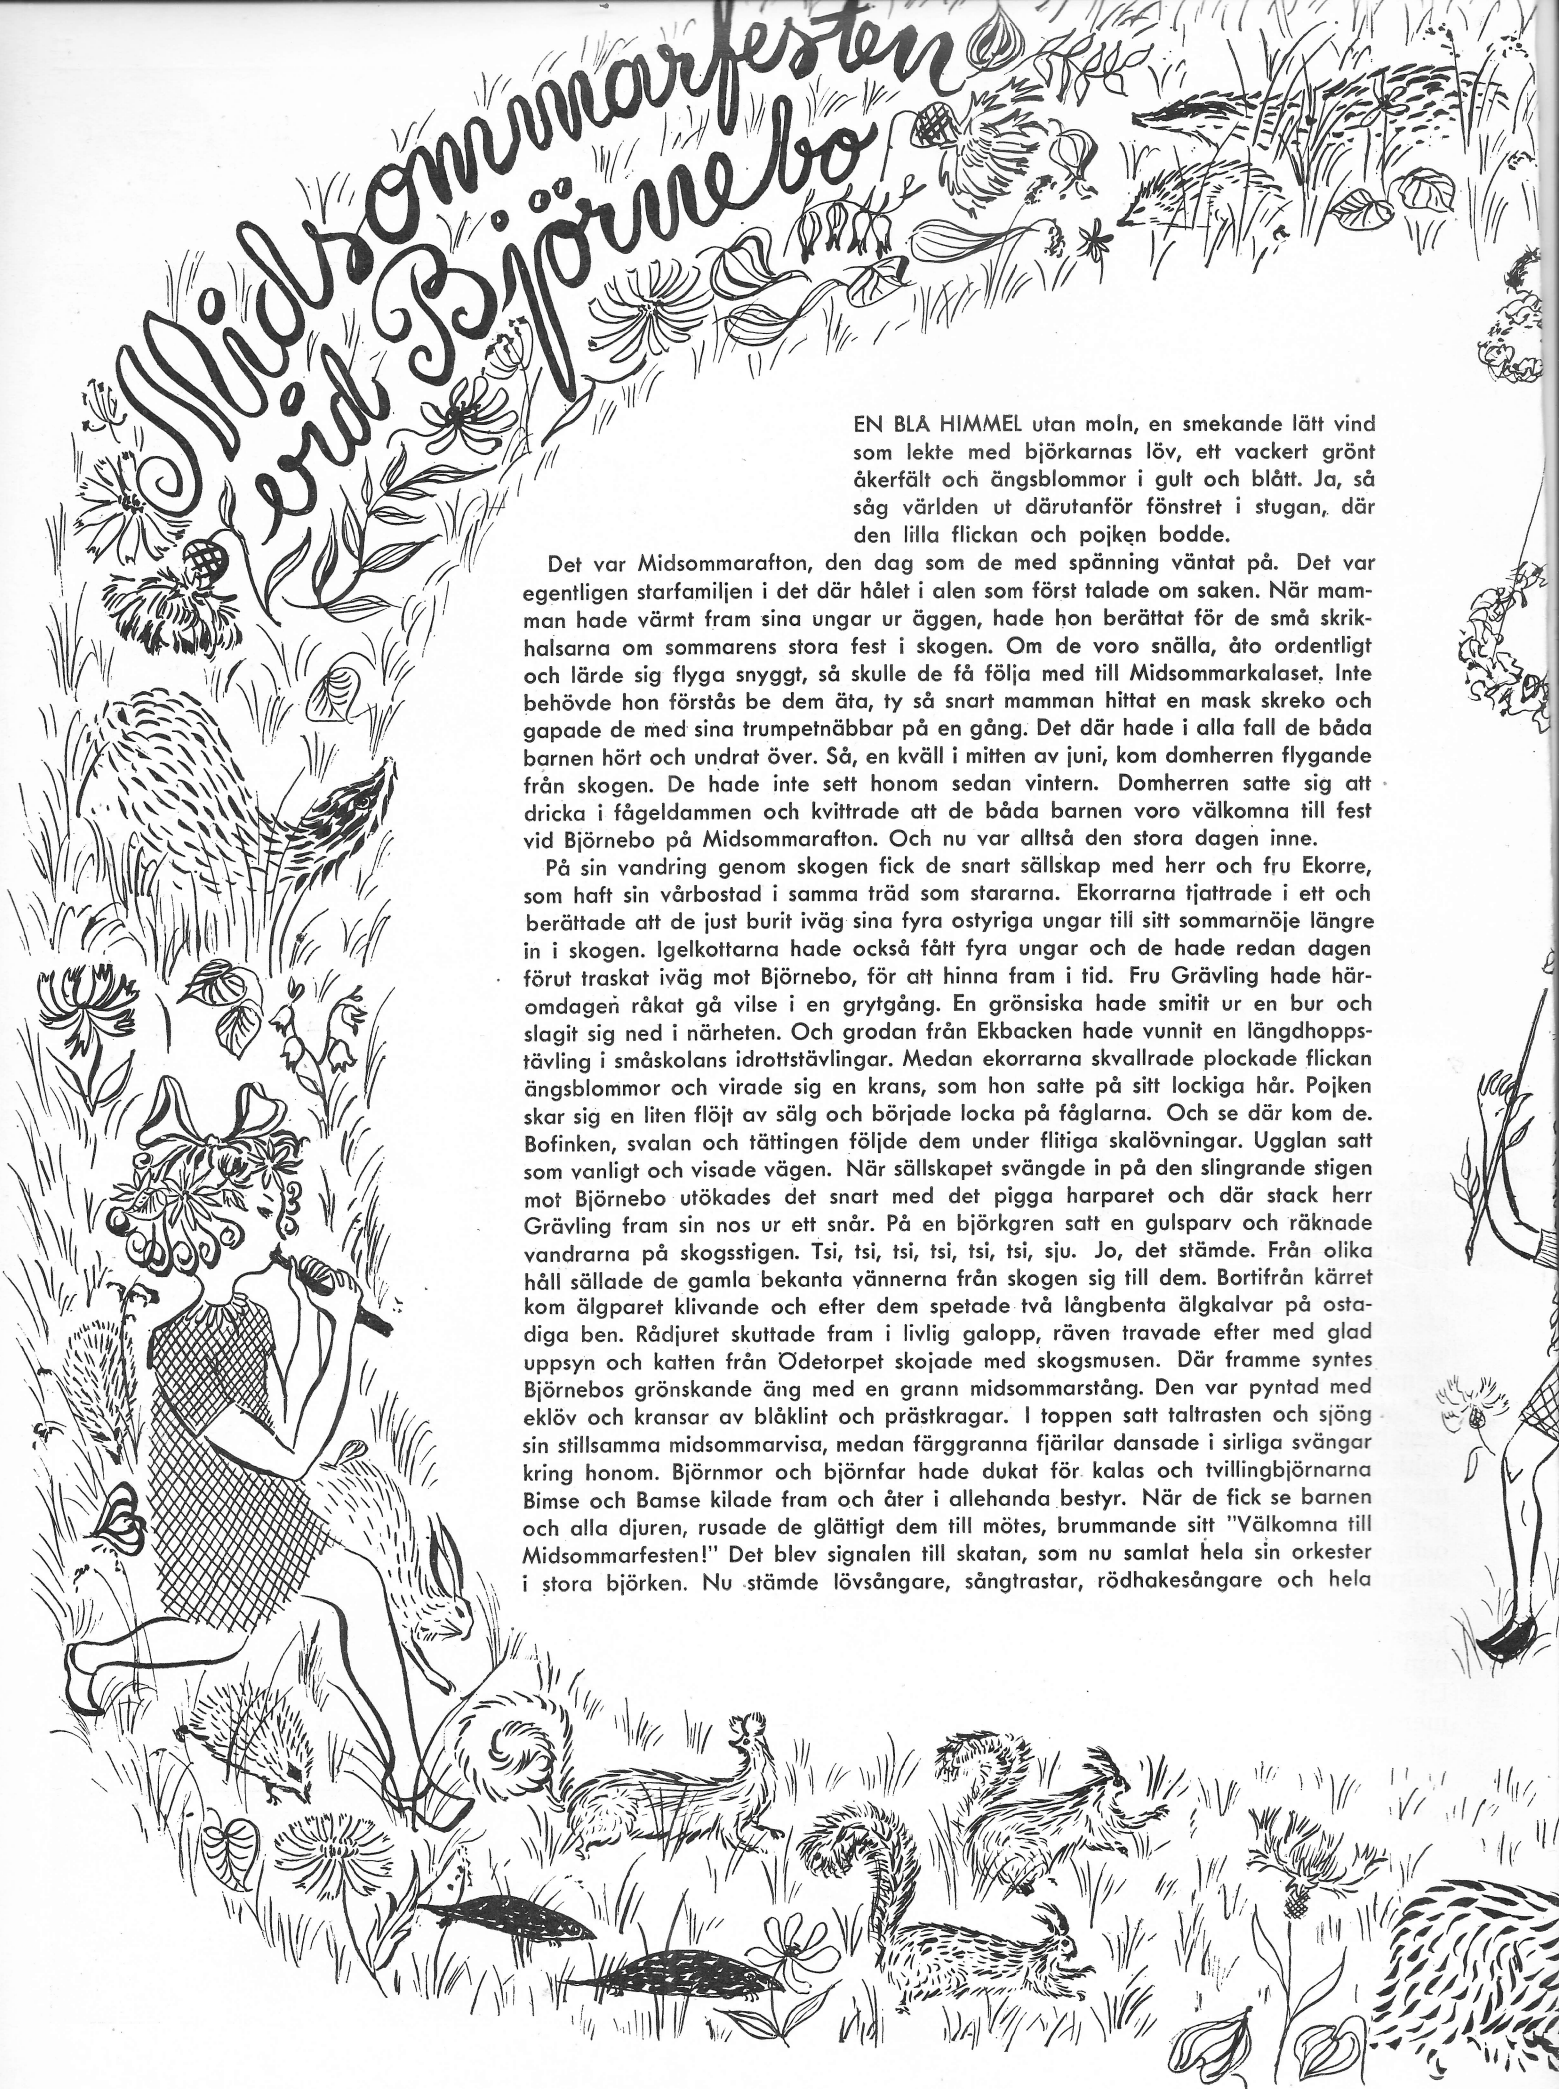 Midsommarfesten
vid Björnebo
EN BLÅ HIMMEL utan moln, en smekande lätt vind
som lekte med björkarnas löv, ett vackert grönt
åkerfält och ängsblommor i gult och blått. Ja, så
såg världen ut därutanför fönstret i stugan, där
den lilla flickan och pojken bodde.
Det var Midsommarafton, den dag som de med spänning väntat på. Det var
egentligen starfamiljen i det där hålet i alen som först talade om saken. När mam-
man hade värmt fram sina ungar ur äggen, hade hon berättat för de små skrik-
halsarna om sommarens stora fest i skogen. Om de voro snälla, åto ordentligt
och lärde sig flyga snyggt, så skulle de få följa med till Midsommarkalaset. Inte
behövde hon förstås be dem äta, ty så snart mamman hittat en mask skreko och
gapade de med sina trumpetnäbbar på en gång. Det där hade i alla fall de båda
barnen hört och undrat över. Så, en kväll i mitten av juni, kom domherren flygande
från skogen. De hade inte sett honom sedan vintern. Domherren satte sig att
dricka i fågeldammen och kvittrade att de båda barnen voro välkomna till fest
vid Björnebo på Midsommarafton. Och nu var alltså den stora dagen inne.
På sin vandring genom skogen fick de snart sällskap med herr och fru Ekorre,
som haft sin vårbostad i samma träd som stararna. Ekorrarna tjattrade i ett och
berättade att de just burit iväg sina fyra ostyriga ungar till sitt sommarnöje längre
in i skogen. Igelkottarna hade också fått fyra ungar och de hade redan dagen
förut traskat iväg mot Björnebo, för att hinna fram i tid. Fru Grävling hade här-
omdagen råkat gå vilse i en grytgång. En grönsiska hade smitit ur en bur och
slagit sig ned i närheten. Och grodan från Ekbacken hade vunnit en längdhopps-
tävling i småskolans idrottstävlingar. Medan ekorrarna skvallrade plockade flickan
ängsblommor och virade sig en krans, som hon satte på sitt lockiga hår. Pojken
skar sig en liten flöjt av sälg och började locka på fåglarna. Och se där kom de.
Bofinken, svalan och tättingen följde dem under flitiga skalövningar. Ugglan satt
som vanligt och visade vägen. När sällskapet svängde in på den slingrande stigen
mot Björnebo utökades det snart med det pigga harparet och där stack herr
Grävling fram sin nos ur ett snår. På en björkgren satt en gulsparv och räknade
vandrarna på skogsstigen. Tsi, tsi, tsi, tsi, tsi, tsi, sju. Jo, det stämde. Från olika
håll sällade de gamla bekanta vännerna från skogen sig till dem. Bortifrån kärret
kom älgparet klivande och efter dem spetade två långbenta älgkalvar på osta-
diga ben. Rådjuret skuttade fram i livlig galopp, räven travade efter med glad
uppsyn och katten från Ödetorpet skojade med skogsmusen. Där framme syntes
Björnebos grönskande äng med en grann midsommarstång. Den var pyntad med
eklöv och kransar av blåklint och prästkragar. I toppen satt taltrasten och sjöng
sin stillsamma midsommarvisa, medan färggranna fjärilar dansade i sirliga svängar
kring honom. Björnmor och björnfar hade dukat för kalas och tvillingbjörnarna
Bimse och Bamse kilade fram och åter i allehanda bestyr. När de fick se barnen
och alla djuren, rusade de glättigt dem till mötes, brummande sitt "Välkomna till
Midsommarfesten!" Det blev signalen till skatan, som nu samlat hela sin orkester
i stora björken. Nu stämde lövsångare, sångtrastar, rödhakesångare och hela